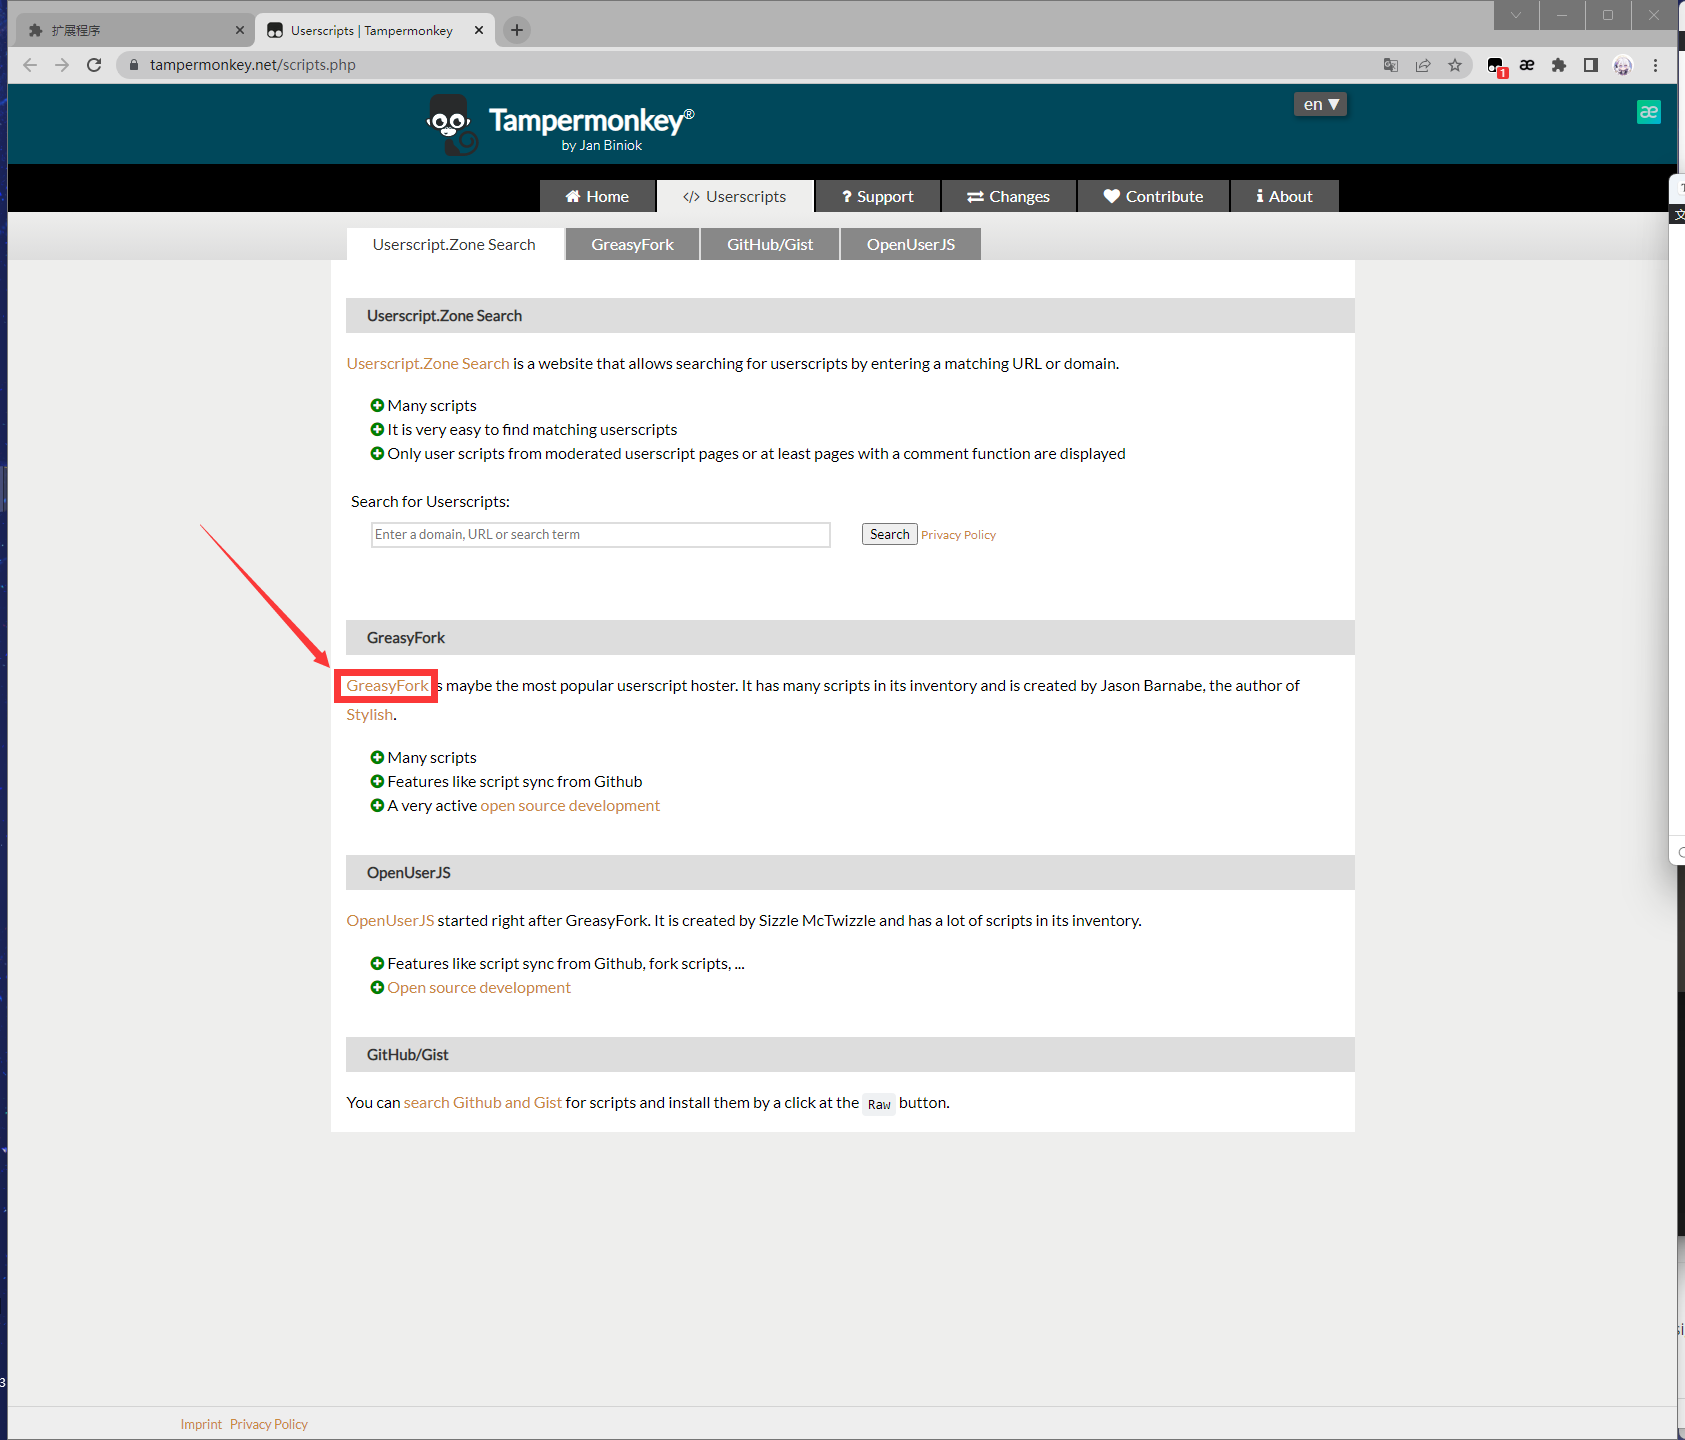 扩展程序
Userscripts | Tampermonkey
tampermonkey.net/scripts.php
1
æ
Tampermonkey®
by Jan Biniok
en ▼
æ
Home
</> Userscripts
? Support
Changes
Contribute
About
Userscript.Zone Search
GreasyFork
GitHub/Gist
OpenUserJS
Userscript.Zone Search
Userscript.Zone Search is a website that allows searching for userscripts by entering a matching URL or domain.
Many scripts
It is very easy to find matching userscripts
Only user scripts from moderated userscript pages or at least pages with a comment function are displayed
Search for Userscripts:
Enter a domain, URL or search term
Search
Privacy Policy
GreasyFork
GreasyFork s maybe the most popular userscript hoster. It has many scripts in its inventory and is created by Jason Barnabe, the author of
Stylish.
Many scripts
Features like script sync from Github
A very active open source development
OpenUserJS
OpenUserJS started right after GreasyFork. It is created by Sizzle McTwizzle and has a lot of scripts in its inventory.
Features like script sync from Github, fork scripts, ...
Open source development
GitHub/Gist
You can search Github and Gist for scripts and install them by a click at the Raw button.
3
Imprint Privacy Policy